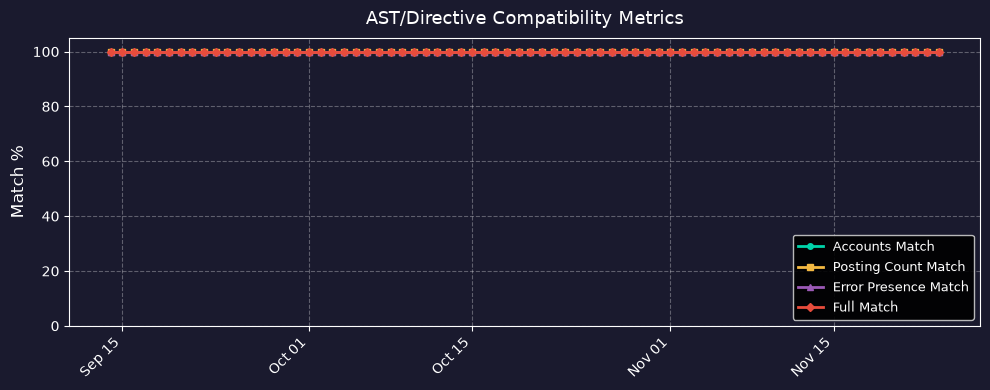 AST/Directive Compatibility Metrics
Match %
100
80
60
40
20
0
Accounts Match
Posting Count Match
Error Presence Match
Full Match
Sep 15
Oct 01
Oct 15
Nov 01
Nov 15